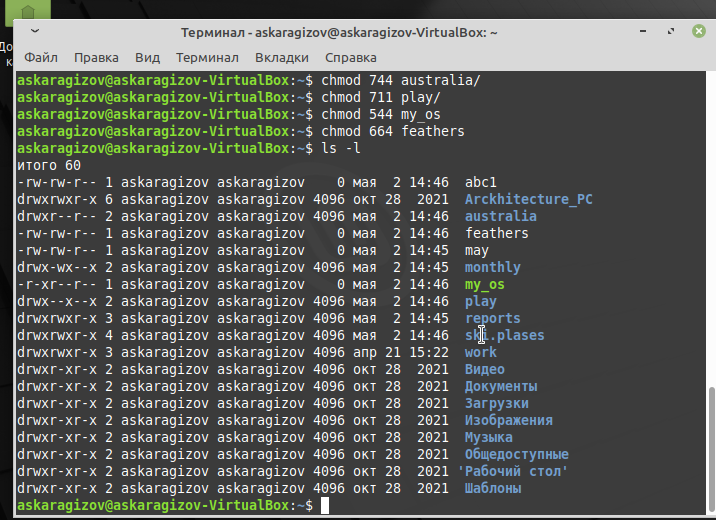 До
ка
Терминал - askaragizov@askaragizov-VirtualBox: ~
Файл Правка Вид Терминал Вкладки Справка
askaragizov@askaragizov-VirtualBox:~$ chmod 744 australia/
askaragizov@askaragizov-VirtualBox:~$ chmod 711 play/
askaragizov@askaragizov-VirtualBox:~$ chmod 544 my_os
askaragizov@askaragizov-VirtualBox:~$ chmod 664 feathers
askaragizov@askaragizov-VirtualBox:~$ ls -l
итого 60
-rw-rw-r-- 1 askaragizov askaragizov    0 мая  2 14:46  abc1
drwxrwxr-x 6 askaragizov askaragizov 4096 окт 28  2021  Arckhitecture_PC
drwxr--r-- 2 askaragizov askaragizov 4096 мая  2 14:46  australia
-rw-rw-r-- 1 askaragizov askaragizov    0 мая  2 14:46  feathers
-rw-rw-r-- 1 askaragizov askaragizov    0 мая  2 14:45  may
drwx-wx--x 2 askaragizov askaragizov 4096 мая  2 14:45  monthly
-r-xr--r-- 1 askaragizov askaragizov    0 мая  2 14:46  my_os
drwx--x--x 2 askaragizov askaragizov 4096 мая  2 14:46  play
drwxrwxr-x 3 askaragizov askaragizov 4096 мая  2 14:45  reports
drwxrwxr-x 4 askaragizov askaragizov 4096 мая  2 14:46  ski.plases
drwxrwxr-x 3 askaragizov askaragizov 4096 апр 21 15:22  work
drwxr-xr-x 2 askaragizov askaragizov 4096 окт 28  2021  Видео
drwxr-xr-x 2 askaragizov askaragizov 4096 окт 28  2021  Документы
drwxr-xr-x 2 askaragizov askaragizov 4096 окт 28  2021  Загрузки
drwxr-xr-x 2 askaragizov askaragizov 4096 окт 28  2021  Изображения
drwxr-xr-x 2 askaragizov askaragizov 4096 окт 28  2021  Музыка
drwxr-xr-x 2 askaragizov askaragizov 4096 окт 28  2021  Общедоступные
drwxr-xr-x 2 askaragizov askaragizov 4096 окт 28  2021 'Рабочий стол'
drwxr-xr-x 2 askaragizov askaragizov 4096 окт 28  2021  Шаблоны
askaragizov@askaragizov-VirtualBox:~$